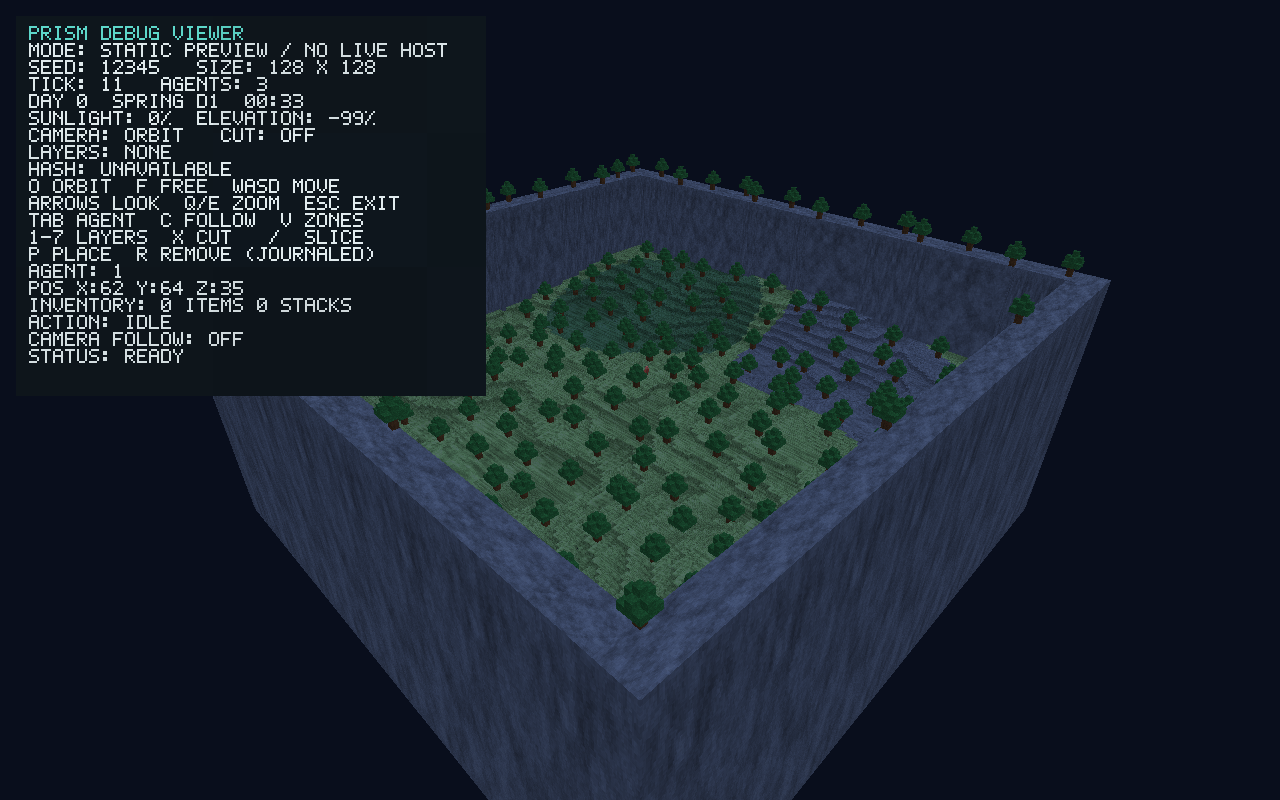 PRISM DEBUG VIEWER
MODE: STATIC PREVIEW / NO LIVE HOST
SEED: 12345 SIZE: 128 X 128
TICK: 11 AGENTS: 3
DAY 0 SPRING D1 00:33
SUNLIGHT: 0% ELEVATION: -99%
CAMERA: ORBIT CUT: OFF
LAYERS: NONE
HASH: UNAVAILABLE
O ORBIT F FREE WASD MOVE
ARROWS LOOK Q/E ZOOM ESC EXIT
TAB AGENT C FOLLOW V ZONES
1-7 LAYERS X CUT / SLICE
P PLACE R REMOVE (JOURNALED)
AGENT: 1
POS X:62 Y:64 Z:35
INVENTORY: 0 ITEMS 0 STACKS
ACTION: IDLE
CAMERA FOLLOW: OFF
STATUS: READY